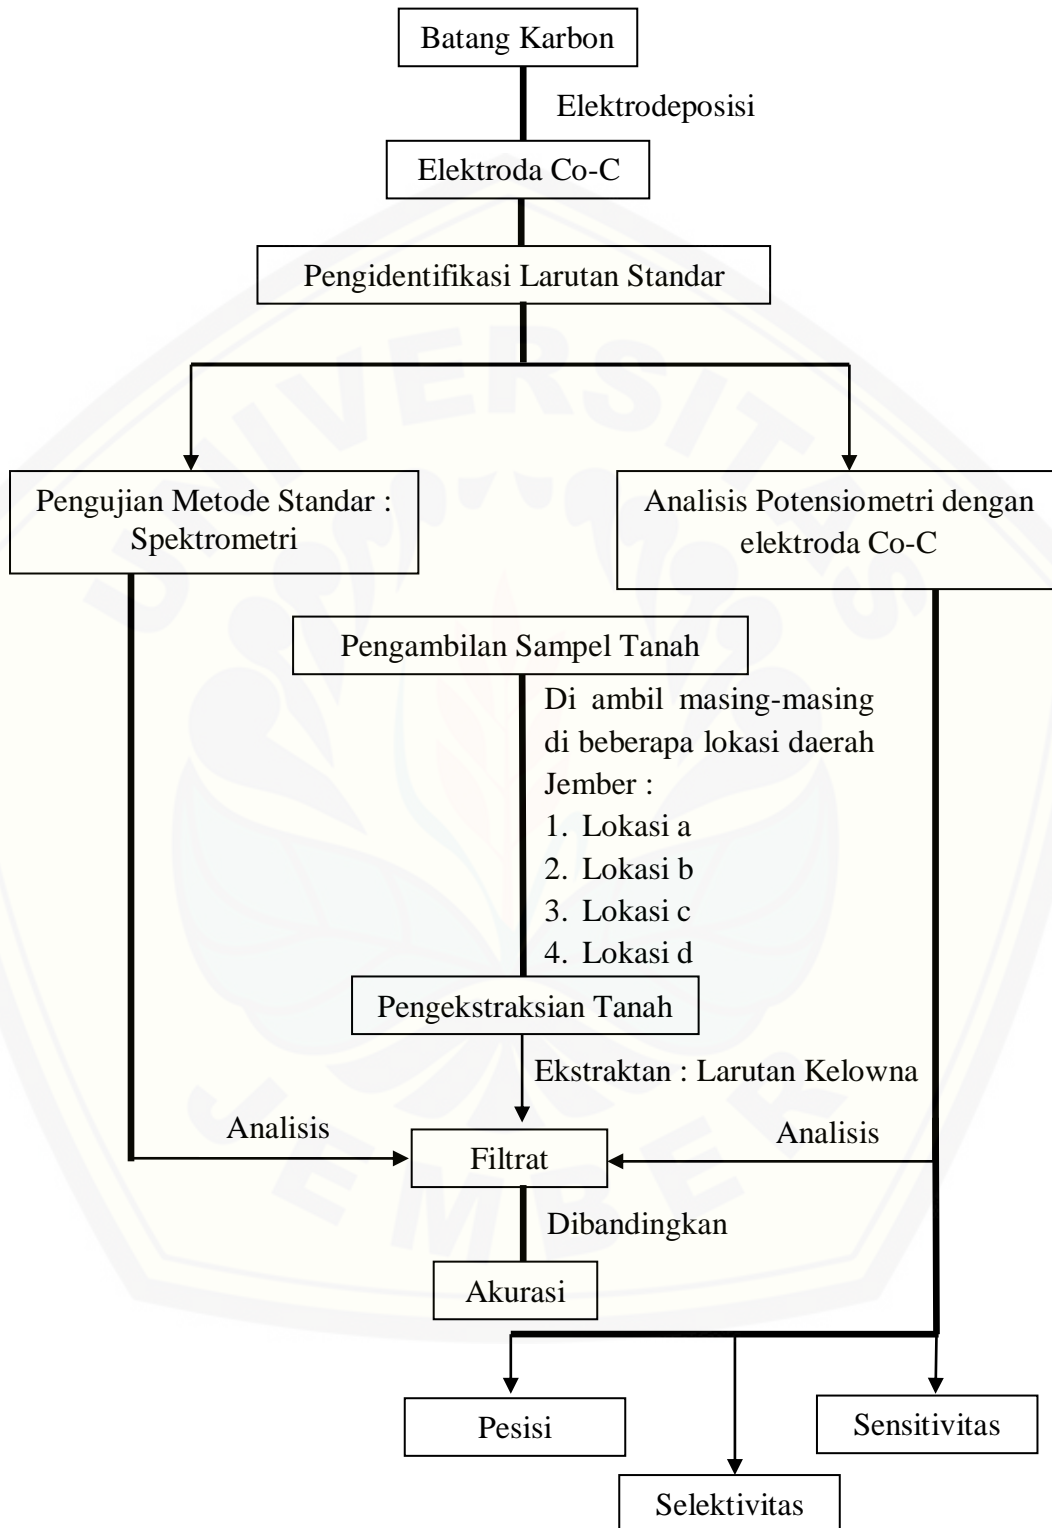 Batang Karbon
Elektrodeposisi
Elektroda Co-C
Pengidentifikasi Larutan Standar
Pengujian Metode Standar :
Spektrometri
Analisis Potensiometri dengan
elektroda Co-C
Pengambilan Sampel Tanah
Di ambil masing-masing
di beberapa lokasi daerah
Jember :
1. Lokasi a
2. Lokasi b
3. Lokasi c
4. Lokasi d
Pengekstraksian Tanah
Ekstraktan : Larutan Kelowna
Analisis
Filtrat
Analisis
Dibandingkan
Akurasi
Pesisi
Sensitivitas
Selektivitas
UNIVERSITAS
JEMBER